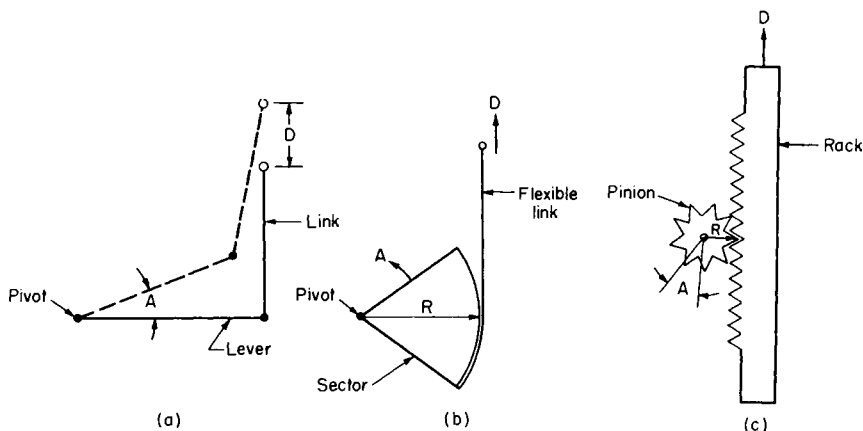 D
Link
A
Pivot
Lever
(a)
D
Flexible
link
A
Pivot
R
Sector
(b)
D
Rack
Pinion
R
A
(c)